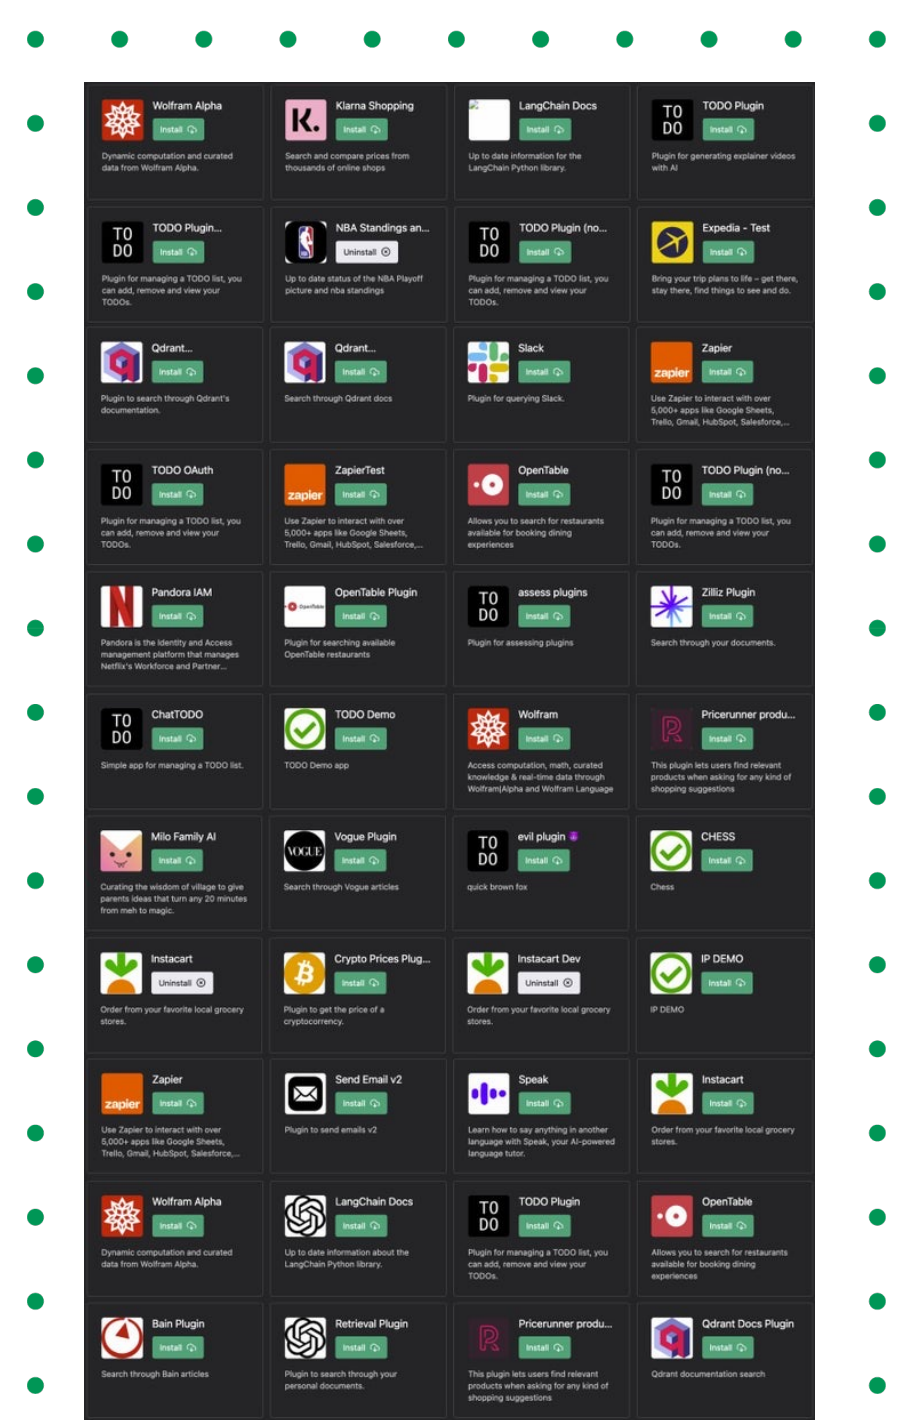 Wolfram Alpha
Install
Dynamic computation and curated
data from Wolfram Alpha.
K.
Klarna Shopping
Install
Search and compare prices from
thousands of online shops
LangChain Docs
Install
Up to date information for the
LangChain Python library.
TO
DO
TODO Plugin
Install
Plugin for generating explainer videos
with AI
TO
DO
TODO Plugin...
Install
Plugin for managing a TODO list, you
can add, remove and view your
TODOs.
NBA Standings an...
Uninstall
Up to date status of the NBA Playoff
picture and nba standings
TO
DO
TODO Plugin (no...
Install
Plugin for managing a TODO list, you
can add, remove and view your
TODOs.
Expedia - Test
Install
Bring your trip plans to life – get there,
stay there, find things to see and do.
Qdrant...
Install
Plugin to search through Qdrant's
documentation.
Qdrant...
Install
Search through Qdrant docs
Slack
Install
Plugin for querying Slack.
zapier
Zapier
Install
Use Zapier to interact with over
5,000+ apps like Google Sheets,
Trello, Gmail, HubSpot, Salesforce,...
TO
DO
TODO OAuth
Install
Plugin for managing a TODO list, you
can add, remove and view your
TODOs.
zapier
ZapierTest
Install
Use Zapier to interact with over
5,000+ apps like Google Sheets,
Trello, Gmail, HubSpot, Salesforce,...
OpenTable
Install
Allows you to search for restaurants
available for booking dining
experiences
TO
DO
TODO Plugin (no...
Install
Plugin for managing a TODO list, you
can add, remove and view your
TODOs.
N
Pandora IAM
Install
Pandora is the Identity and Access
management platform that manages
Netflix's Workforce and Partner...
OpenTable
OpenTable Plugin
Install
Plugin for searching available
OpenTable restaurants
TO
DO
assess plugins
Install
Plugin for assessing plugins
Zilliz Plugin
Install
Search through your documents.
TO
DO
ChatTODO
Install
Simple app for managing a TODO list.
TODO Demo
Install
TODO Demo app
Wolfram
Install
Access computation, math, curated
knowledge & real-time data through
Wolfram|Alpha and Wolfram Language
Pricerunner produ...
Install
This plugin lets users find relevant
products when asking for any kind of
shopping suggestions
Milo Family AI
Install
Curating the wisdom of village to give
parents ideas that turn any 20 minutes
from meh to magic.
VOGUE
Vogue Plugin
Install
Search through Vogue articles
TO
DO
evil plugin 😈
Install
quick brown fox
CHESS
Install
Chess
Instacart
Uninstall
Order from your favorite local grocery
stores.
Crypto Prices Plug...
Install
Plugin to get the price of a
cryptocurrency.
Instacart Dev
Uninstall
Order from your favorite local grocery
stores.
IP DEMO
Install
IP DEMO
zapier
Zapier
Install
Use Zapier to interact with over
5,000+ apps like Google Sheets,
Trello, Gmail, HubSpot, Salesforce,...
Send Email v2
Install
Plugin to send emails v2
Speak
Install
Learn how to say anything in another
language with Speak, your AI-powered
language tutor.
Instacart
Install
Order from your favorite local grocery
stores.
Wolfram Alpha
Install
Dynamic computation and curated
data from Wolfram Alpha.
LangChain Docs
Install
Up to date information about the
LangChain Python library.
TO
DO
TODO Plugin
Install
Plugin for managing a TODO list, you
can add, remove and view your
TODOs.
OpenTable
Install
Allows you to search for restaurants
available for booking dining
experiences
Bain Plugin
Install
Search through Bain articles
Retrieval Plugin
Install
Plugin to search through your
personal documents.
Pricerunner produ...
Install
This plugin lets users find relevant
products when asking for any kind of
shopping suggestions
Qdrant Docs Plugin
Install
Qdrant documentation search